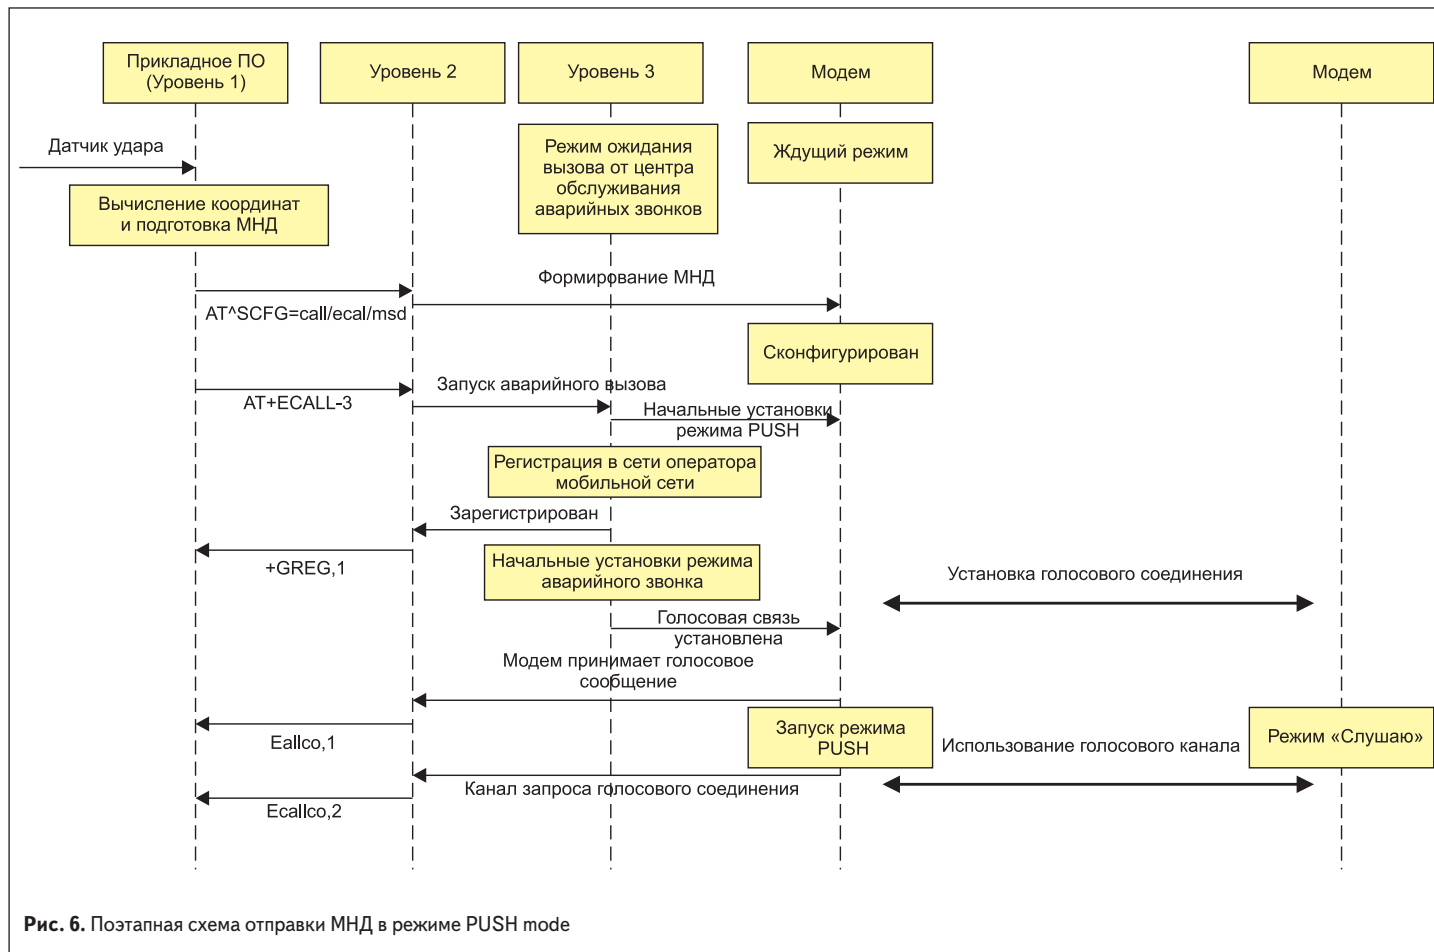 Прикладное ПО
(Уровень 1)
Уровень 2
Уровень 3
Модем
Модем
Датчик удара
Режим ожидания
вызова от центра
обслуживания
аварийных звонков
Ждущий режим
Вычисление координат
и подготовка МНД
Формирование МНД
AT^SCFG=call/ecal/msd
Сконфигурирован
Запуск аварийного вызова
AT+ECALL-3
Начальные установки
режима PUSH
Регистрация в сети оператора
мобильной сети
Зарегистрирован
+GREG,1
Начальные установки режима
аварийного звонка
Установка голосового соединения
Голосовая связь
установлена
Модем принимает голосовое
сообщение
Eallco,1
Запуск режима
PUSH
Использование голосового канала
Режим «Слушаю»
Канал запроса голосового соединения
Ecallco,2
Рис. 6. Поэтапная схема отправки МНД в режиме PUSH mode